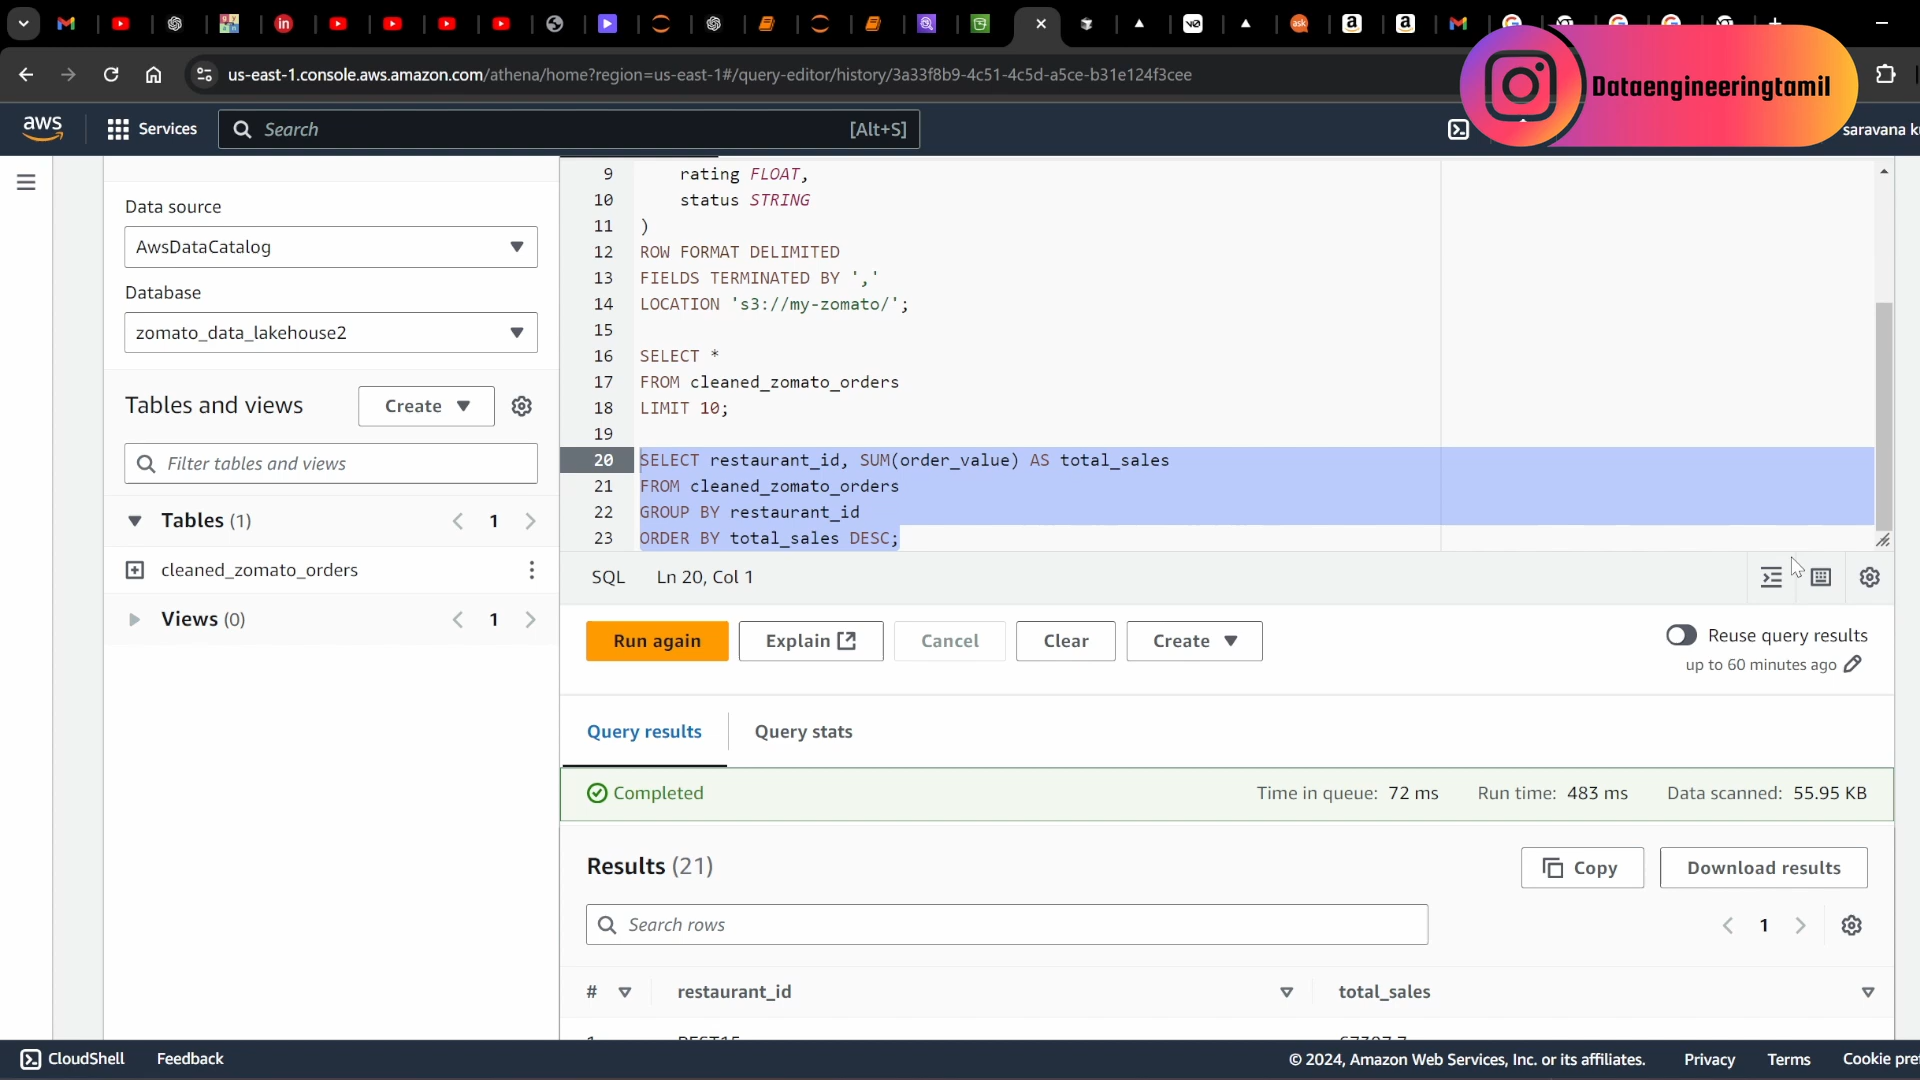 us-east-1.console.aws.amazon.com/athena/home?region=us-east-1#/query-editor/history/3a33f8b9-4c51-4c5d-a5ce-b31e124f3cee
Dataengineeringtamil
aws
Services
Search
[Alt+S]
saravana
Data source
AwsDataCatalog
Database
zomato_data_lakehouse2
Tables and views
Create
Filter tables and views
Tables (1)
1
cleaned_zomato_orders
Views (0)
1
9 rating FLOAT,
10 status STRING
11 )
12 ROW FORMAT DELIMITED
13 FIELDS TERMINATED BY ','
14 LOCATION 's3://my-zomato/';
15
16 SELECT *
17 FROM cleaned_zomato_orders
18 LIMIT 10;
19
20 SELECT restaurant_id, SUM(order_value) AS total_sales
21 FROM cleaned_zomato_orders
22 GROUP BY restaurant_id
23 ORDER BY total_sales DESC;
SQL Ln 20, Col 1
Run again
Explain
Cancel
Clear
Create
Reuse query results
up to 60 minutes ago
Query results
Query stats
Completed
Time in queue: 72 ms
Run time: 483 ms
Data scanned: 55.95 KB
Results (21)
Copy
Download results
Search rows
1
# restaurant_id total_sales
CloudShell
Feedback
© 2024, Amazon Web Services, Inc. or its affiliates.
Privacy
Terms
Cookie